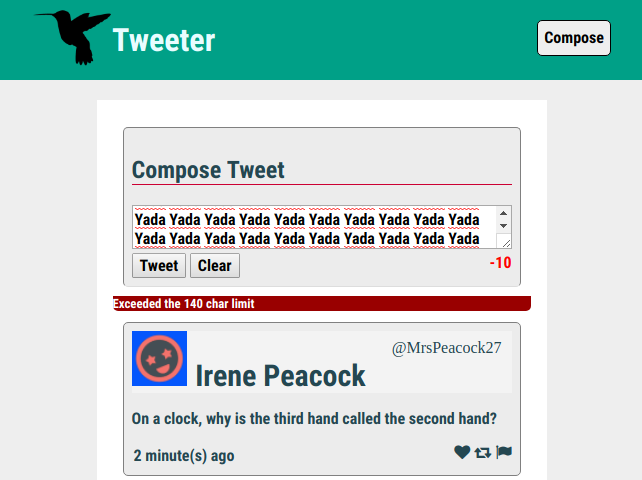 Tweeter
Compose
Compose Tweet
Yada Yada Yada Yada Yada Yada Yada Yada Yada Yada
Yada Yada Yada Yada Yada Yada Yada Yada Yada Yada
Tweet Clear -10
Exceeded the 140 char limit
@MrsPeacock27
Irene Peacock
On a clock, why is the third hand called the second hand?
2 minute(s) ago